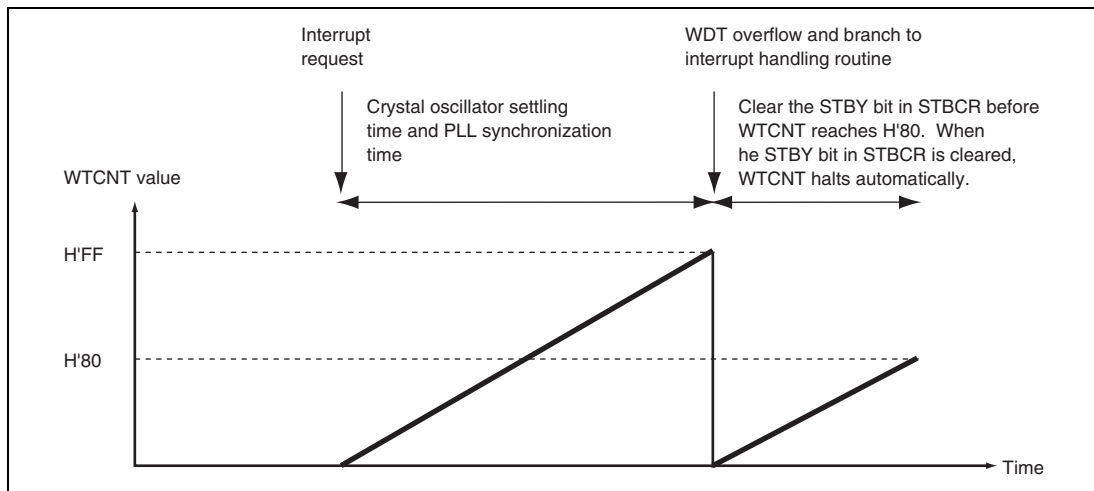 Interrupt
request
WDT overflow and branch to
interrupt handling routine
Crystal oscillator settling
time and PLL synchronization
time
Clear the STBY bit in STBCR before
WTCNT reaches H'80.  When
he STBY bit in STBCR is cleared,
WTCNT halts automatically.
WTCNT value
H'FF
H'80
Time